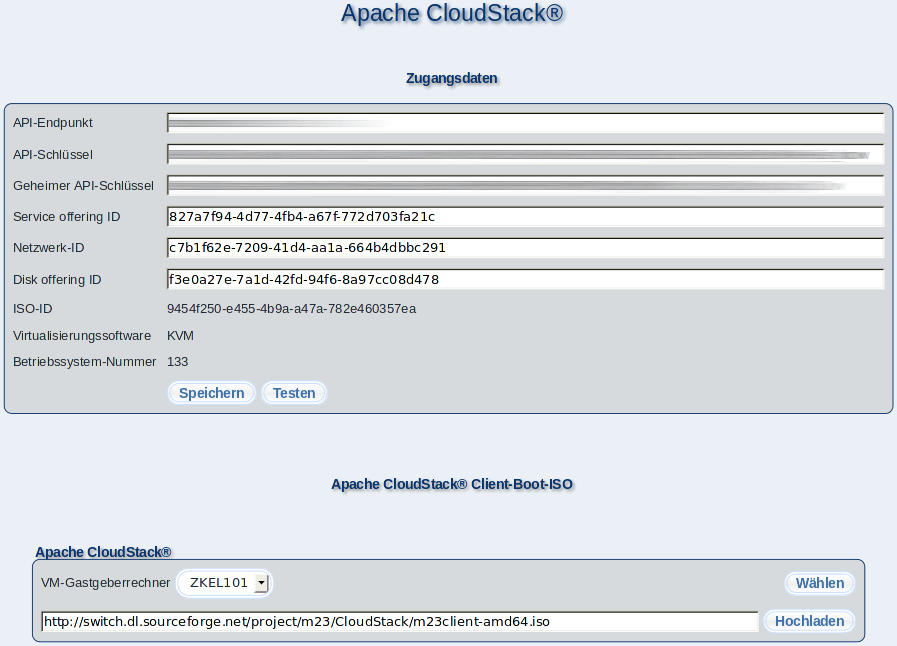 Apache CloudStack®
Zugangsdaten
API-Endpunkt
API-Schlüssel
Geheimer API-Schlüssel
Service offering ID 827a7f94-4d77-4fb4-a67f-772d703fa21c
Netzwerk-ID c7b1f62e-7209-41d4-aa1a-664b4dbbc291
Disk offering ID f3e0a27e-7a1d-42fd-94f6-8a97cc08d478
ISO-ID 9454f250-e455-4b9a-a47a-782e460357ea
Virtualisierungssoftware KVM
Betriebssystem-Nummer 133
Speichern Testen
Apache CloudStack® Client-Boot-ISO
Apache CloudStack®
VM-Gastgeberrechner ZKEL101 Wählen
http://switch.dl.sourceforge.net/project/m23/CloudStack/m23client-amd64.iso Hochladen